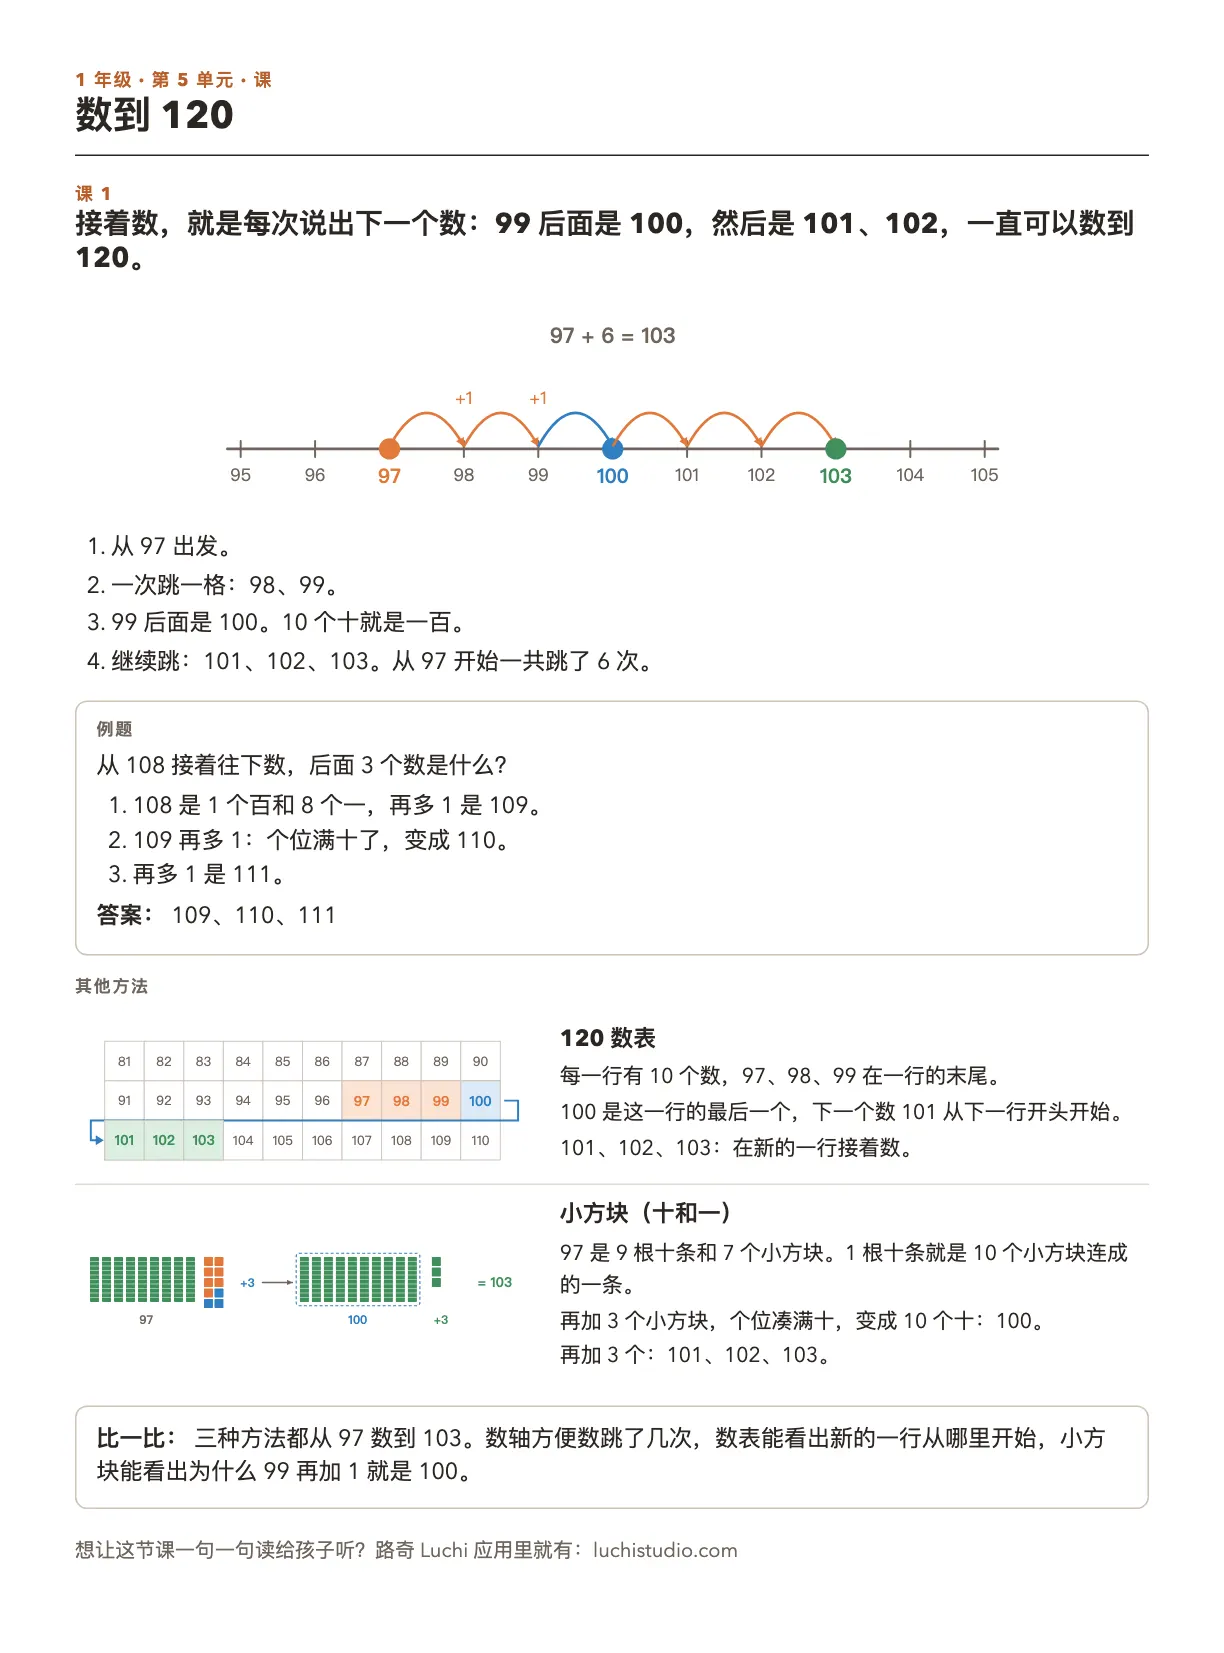 1 年级 · 第 5 单元 · 课
数到 120
课 1
接着数，就是每次说出下一个数：99 后面是 100，然后是 101、102，一直可以数到
120。
97 + 6 = 103
+1 +1
95 96 97 98 99 100 101 102 103 104 105
1. 从 97 出发。
2. 一次跳一格：98、99。
3. 99 后面是 100。10 个十就是一百。
4. 继续跳：101、102、103。从 97 开始一共跳了 6 次。
例题
从 108 接着往下数，后面 3 个数是什么？
1. 108 是 1 个百和 8 个一，再多 1 是 109。
2. 109 再多 1：个位满十了，变成 110。
3. 再多 1 是 111。
答案： 109、110、111
其他方法
81 82 83 84 85 86 87 88 89 90
91 92 93 94 95 96 97 98 99 100
101 102 103 104 105 106 107 108 109 110
120 数表
每一行有 10 个数，97、98、99 在一行的末尾。
100 是这一行的最后一个，下一个数 101 从下一行开头开始。
101、102、103：在新的一行接着数。
+3 = 103
97 100 +3
小方块（十和一）
97 是 9 根十条和 7 个小方块。1 根十条就是 10 个小方块连成
的一条。
再加 3 个小方块，个位凑满十，变成 10 个十：100。
再加 3 个：101、102、103。
比一比： 三种方法都从 97 数到 103。数轴方便数跳了几次，数表能看出新的一行从哪里开始，小方
块能看出为什么 99 再加 1 就是 100。
想让这节课一句一句读给孩子听？路奇 Luchi 应用里就有：luchistudio.com